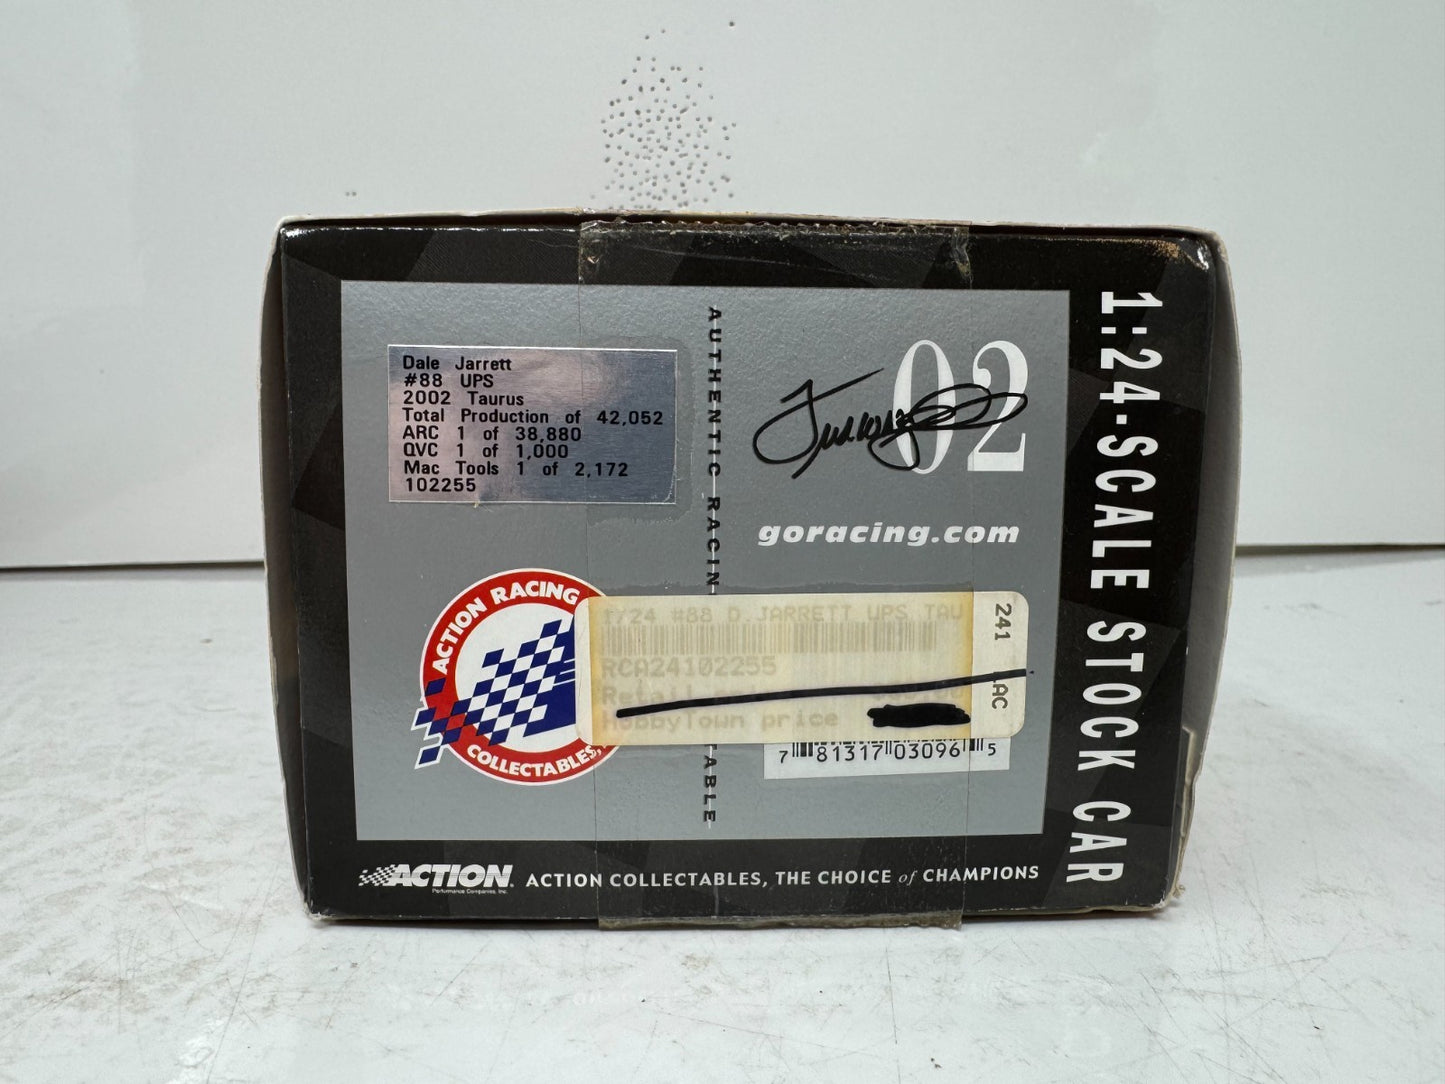 Dale Jarrett
#88 UPS
2002 Taurus
Total Production of 42,052
ARC 1 of 38,880
QVC 1 of 1,000
Mac Tools 1 of 2,172
102255
AUTHENTIC RACIN ABLE
02
goracing.com
ACTION RACING
COLLECTABLES,
1/24 #88 D.JARRETT UPS TAU
RCA24102255
Retail
HobbyTown price
241
AC
7 81317 03096 5
1:24-SCALE STOCK CAR
ACTION
Performance Companies, Inc.
ACTION COLLECTABLES, THE CHOICE of CHAMPIONS